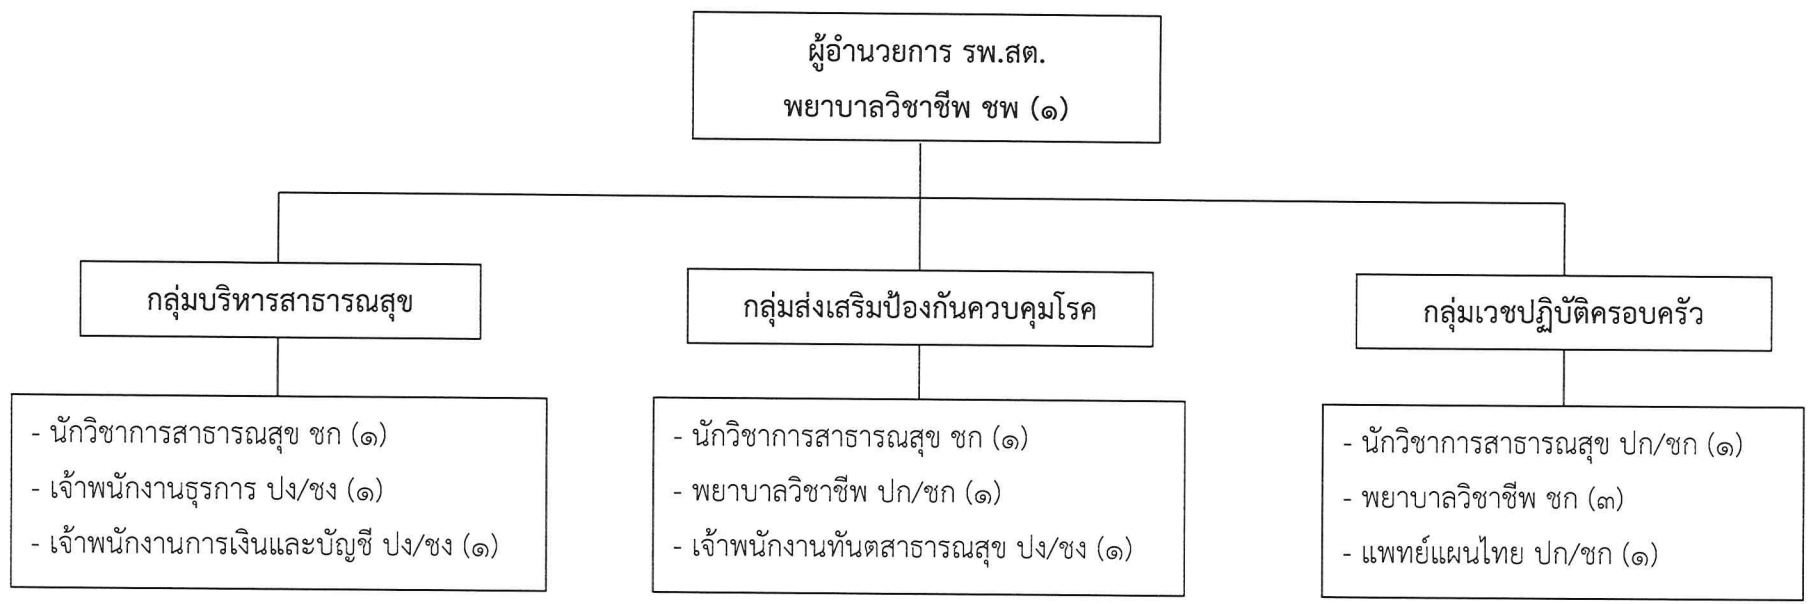 ผู้อำนวยการ รพ.สต.
พยาบาลวิชาชีพ ชพ (๑)
กลุ่มบริหารสาธารณสุข
- นักวิชาการสาธารณสุข ชก (๑)
- เจ้าพนักงานธุรการ ปง/ชง (๑)
- เจ้าพนักงานการเงินและบัญชี ปง/ชง (๑)
กลุ่มส่งเสริมป้องกันควบคุมโรค
- นักวิชาการสาธารณสุข ชก (๑)
- พยาบาลวิชาชีพ ปก/ชก (๑)
- เจ้าพนักงานทันตสาธารณสุข ปง/ชง (๑)
กลุ่มเวชปฏิบัติครอบครัว
- นักวิชาการสาธารณสุข ปก/ชก (๑)
- พยาบาลวิชาชีพ ชก (๓)
- แพทย์แผนไทย ปก/ชก (๑)